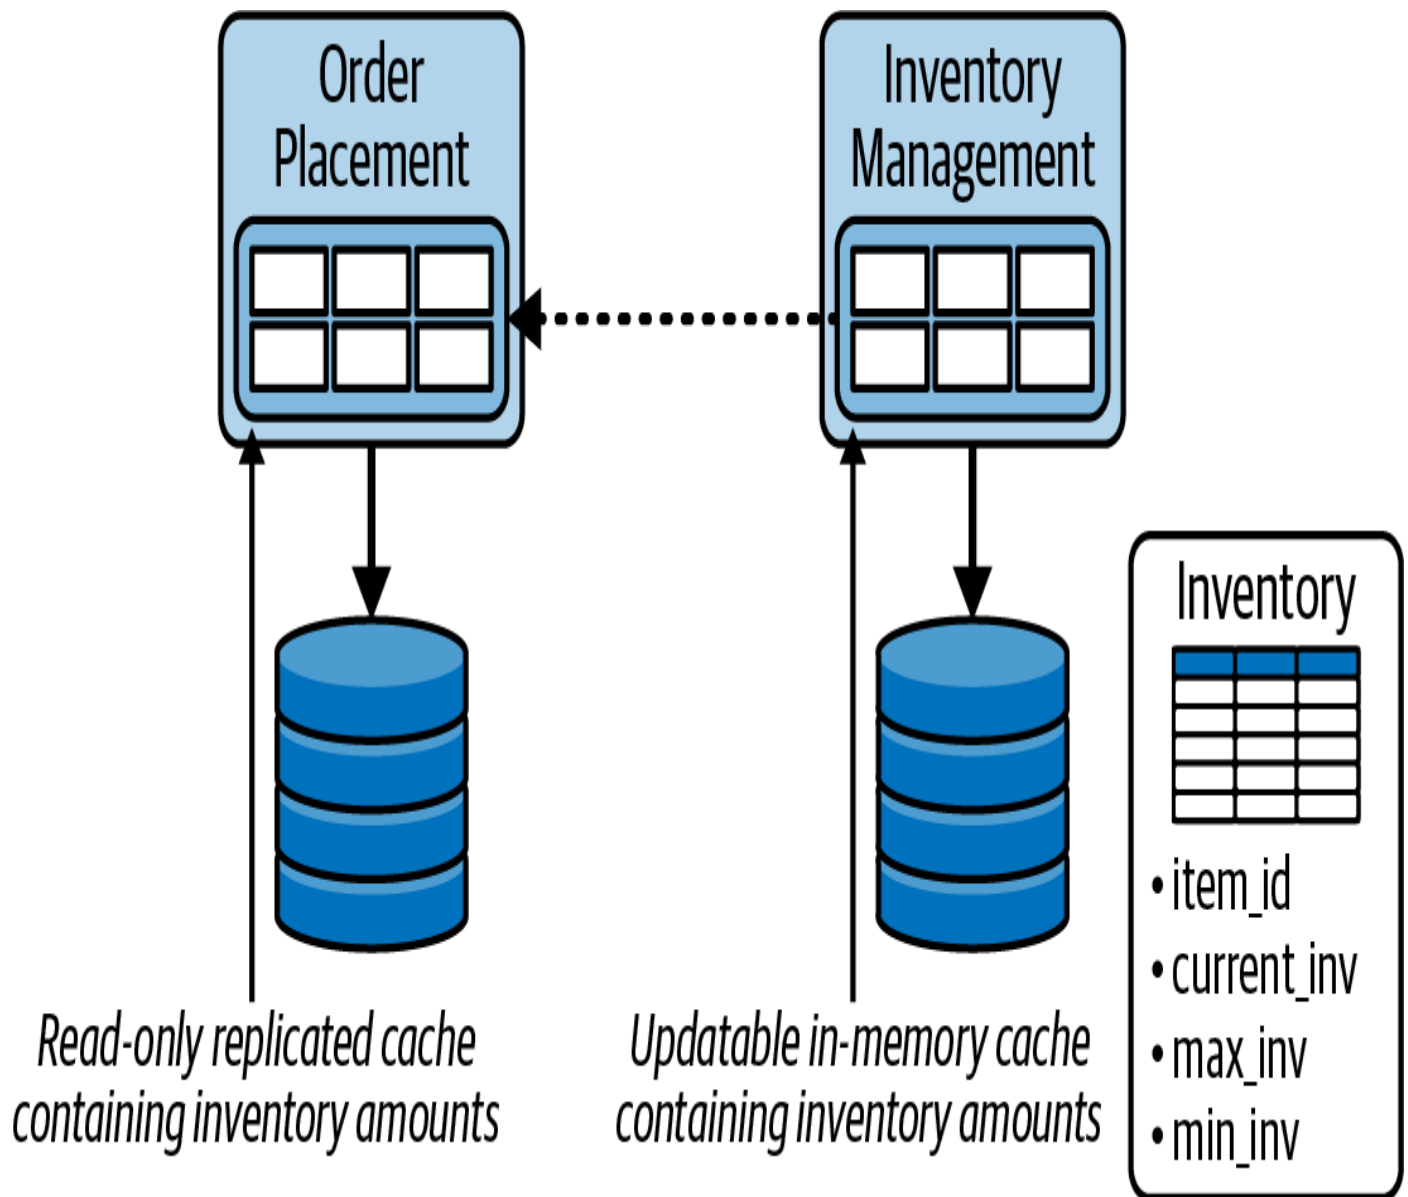 Order
Placement
Inventory
Management
Inventory
• item_id
• current_inv
• max_inv
• min_inv
Read-only replicated cache
containing inventory amounts
Updatable in-memory cache
containing inventory amounts